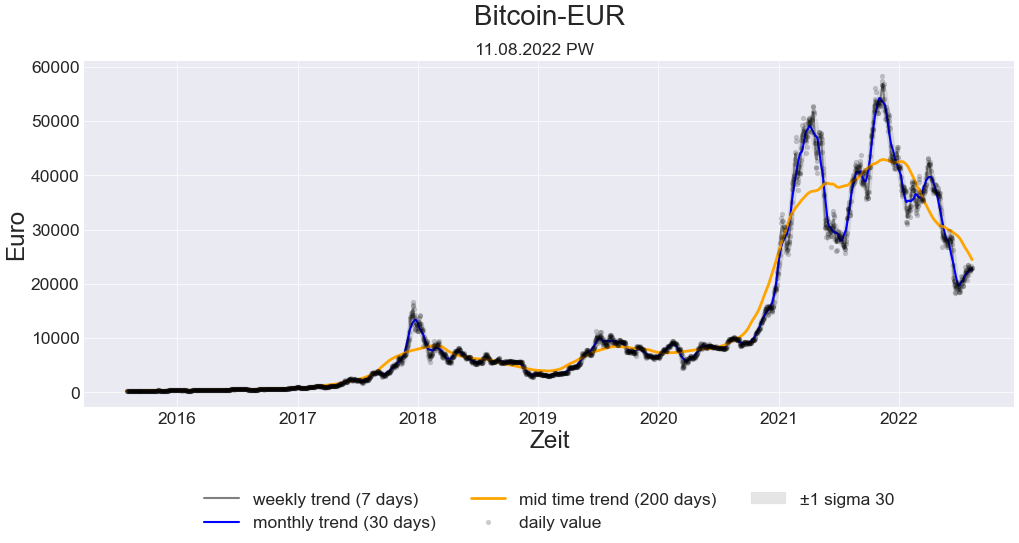 Bitcoin-EUR
11.08.2022 PW
60000
50000
40000
30000
20000
10000
0
Euro
2016 2017 2018 2019 2020 2021 2022
Zeit
weekly trend (7 days) mid time trend (200 days) ±1 sigma 30
monthly trend (30 days) daily value